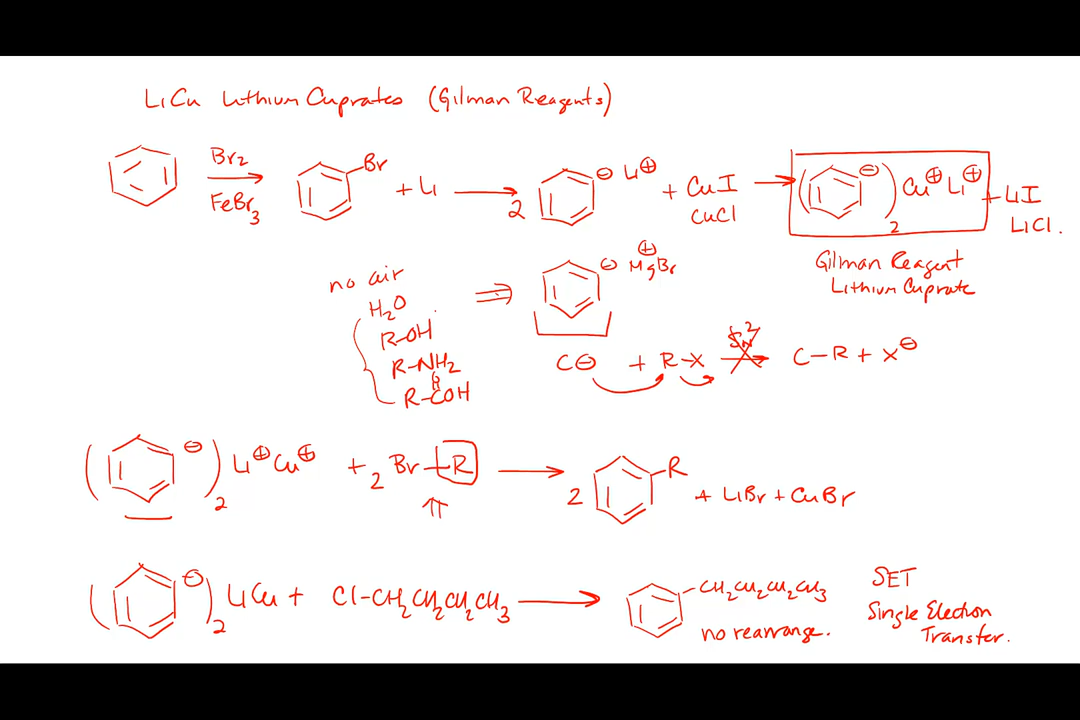 LiCu Lithium Cuprates (Gilman Reagents)
Br2
FeBr3
Br
+ Li
2
⊖ Li⊕
+ CuI
CuCl
( ⊖ )2 Cu⊕ Li⊕
+ LiI
LiCl.
Gilman Reagent
Lithium Cuprate
no air
H2O
R-OH
R-NH2
O
R-COH
⇒
⊖ ⊕MgBr
C⊖ + R-X
SN2
C-R + X⊖
( ⊖ )2 Li⊕ Cu⊕ + 2 Br-R
2
R
+ LiBr + CuBr
( ⊖ )2 LiCu + Cl-CH2CH2CH2CH3
CH2CH2CH2CH3
no rearrange.
SET
Single Electron
Transfer.